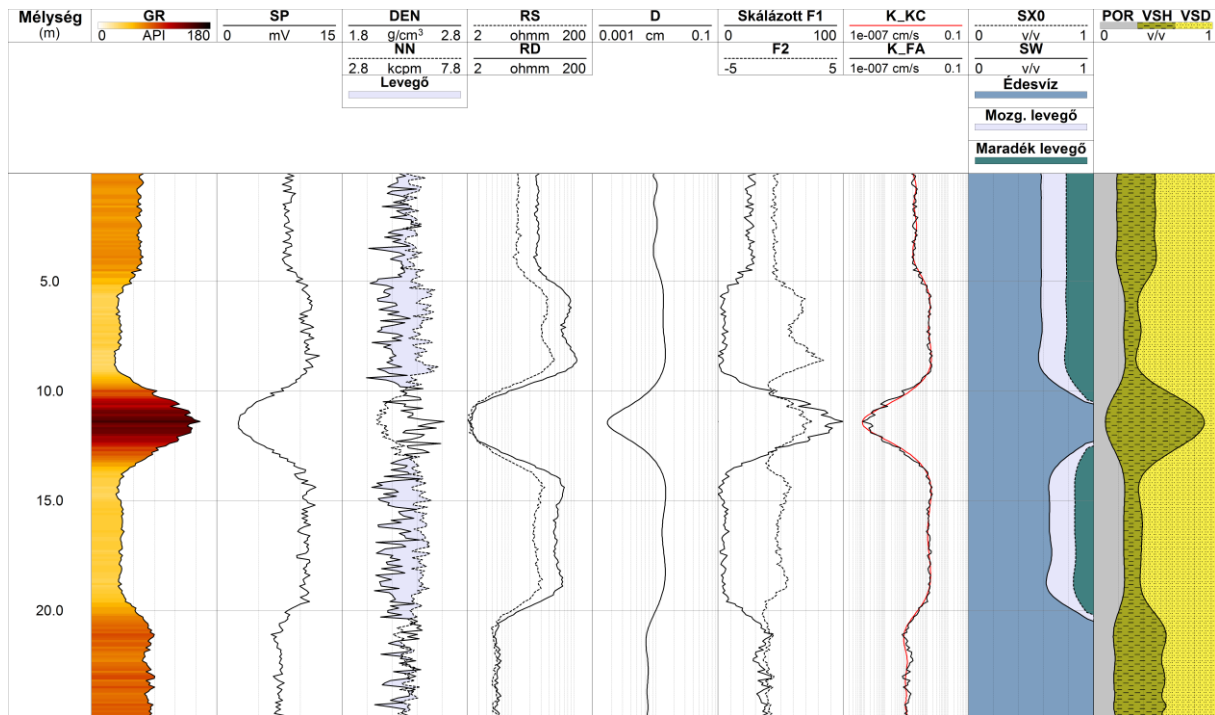 Mélység GR SP DEN RS D Skálázott F1 K_KC SX0 POR VSH VSD
(m) 0 API 180 0 mV 15 1.8 g/cm³ 2.8 2 ohmm 200 0.001 cm 0.1 0 100 1e-007 cm/s 0.1 0 v/v 1 0 v/v 1
NN RD F2 K_FA SW
2.8 kcpm 7.8 2 ohmm 200 -5 5 1e-007 cm/s 0.1 0 v/v 1
Levegő Édesvíz
Mozg. levegő
Maradék levegő
5.0
10.0
15.0
20.0